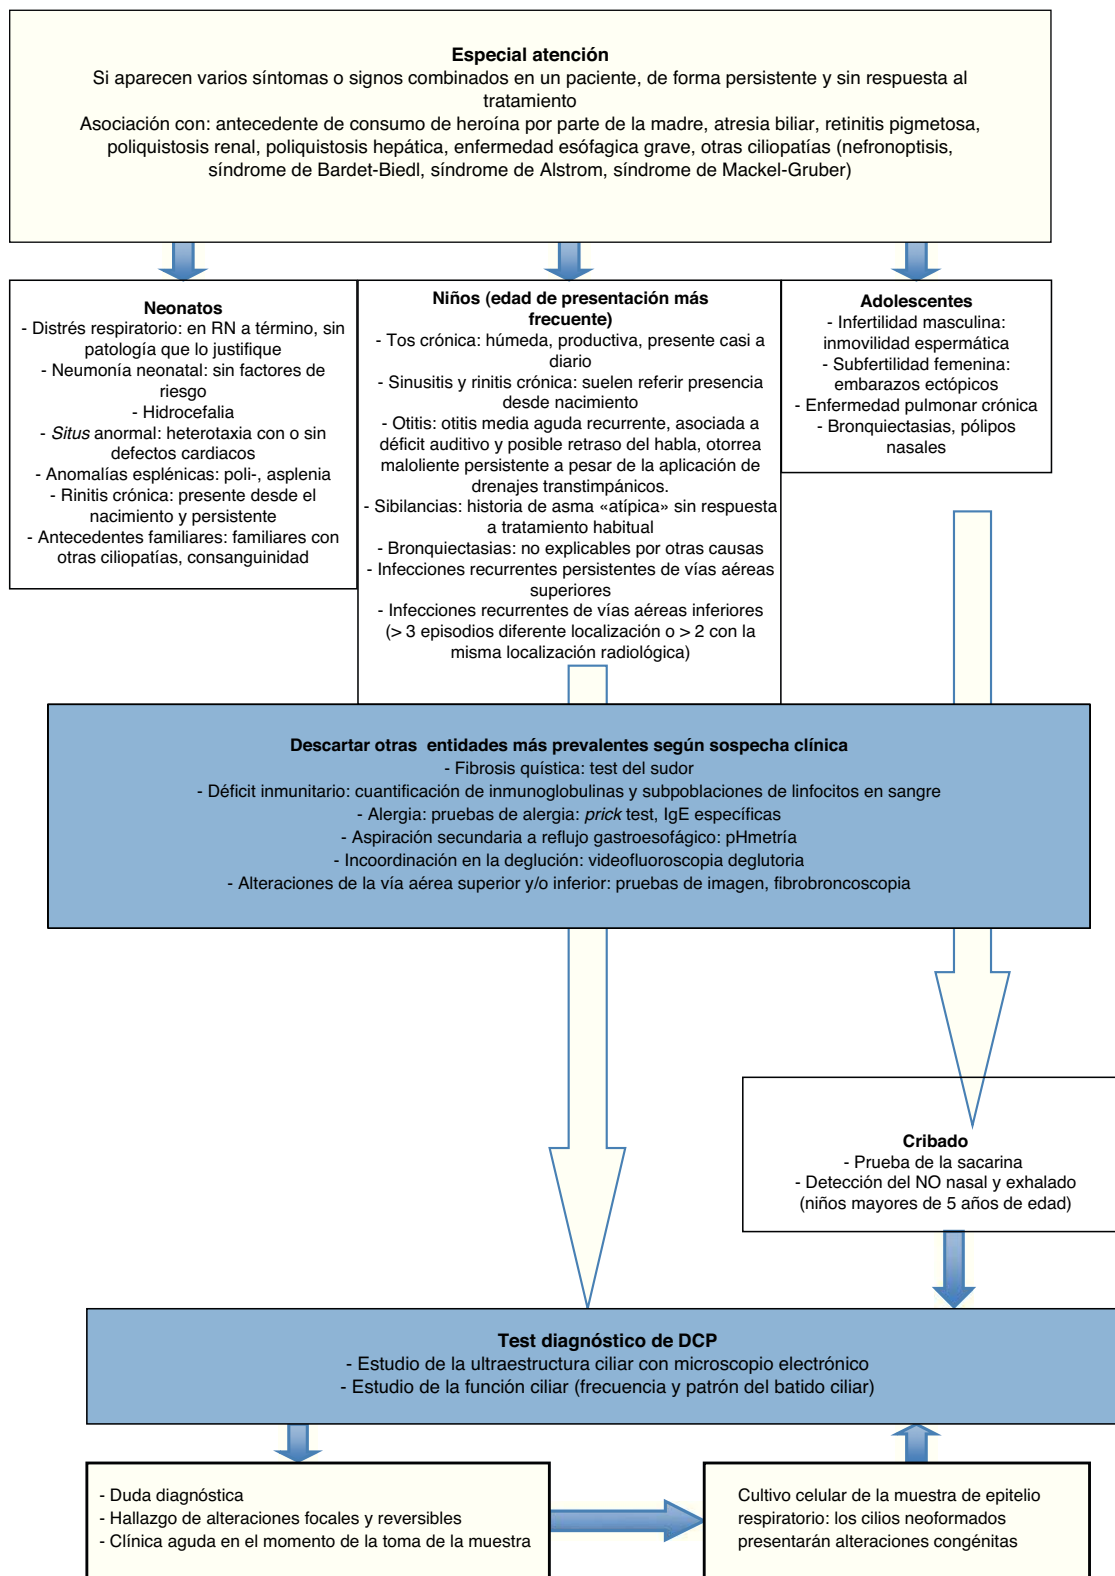 Especial atención
Si aparecen varios síntomas o signos combinados en un paciente, de forma persistente y sin respuesta al
tratamiento
Asociación con: antecedente de consumo de heroína por parte de la madre, atresia biliar, retinitis pigmetosa,
poliquistosis renal, poliquistosis hepática, enfermedad esófagica grave, otras ciliopatías (nefronoptisis,
síndrome de Bardet-Biedl, síndrome de Alstrom, síndrome de Mackel-Gruber)
Neonatos
- Distrés respiratorio: en RN a término, sin
patología que lo justifique
- Neumonía neonatal: sin factores de
riesgo
- Hidrocefalia
- Situs anormal: heterotaxia con o sin
defectos cardiacos
- Anomalías esplénicas: poli-, asplenia
- Rinitis crónica: presente desde el
nacimiento y persistente
- Antecedentes familiares: familiares con
otras ciliopatías, consanguinidad
Niños (edad de presentación más
frecuente)
- Tos crónica: húmeda, productiva, presente casi a
diario
- Sinusitis y rinitis crónica: suelen referir presencia
desde nacimiento
- Otitis: otitis media aguda recurrente, asociada a
déficit auditivo y posible retraso del habla, otorrea
maloliente persistente a pesar de la aplicación de
drenajes transtimpánicos.
- Sibilancias: historia de asma «atípica» sin respuesta
a tratamiento habitual
- Bronquiectasias: no explicables por otras causas
- Infecciones recurrentes persistentes de vías aéreas
superiores
- Infecciones recurrentes de vías aéreas inferiores
(> 3 episodios diferente localización o > 2 con la
misma localización radiológica)
Adolescentes
- Infertilidad masculina:
inmovilidad espermática
- Subfertilidad femenina:
embarazos ectópicos
- Enfermedad pulmonar crónica
- Bronquiectasias, pólipos
nasales
Descartar otras entidades más prevalentes según sospecha clínica
- Fibrosis quística: test del sudor
- Déficit inmunitario: cuantificación de inmunoglobulinas y subpoblaciones de linfocitos en sangre
- Alergia: pruebas de alergia: prick test, IgE específicas
- Aspiración secundaria a reflujo gastroesofágico: pHmetría
- Incoordinación en la deglución: videofluoroscopia deglutoria
- Alteraciones de la vía aérea superior y/o inferior: pruebas de imagen, fibrobroncoscopia
Cribado
- Prueba de la sacarina
- Detección del NO nasal y exhalado
(niños mayores de 5 años de edad)
Test diagnóstico de DCP
- Estudio de la ultraestructura ciliar con microscopio electrónico
- Estudio de la función ciliar (frecuencia y patrón del batido ciliar)
- Duda diagnóstica
- Hallazgo de alteraciones focales y reversibles
- Clínica aguda en el momento de la toma de la muestra
Cultivo celular de la muestra de epitelio
respiratorio: los cilios neoformados
presentarán alteraciones congénitas